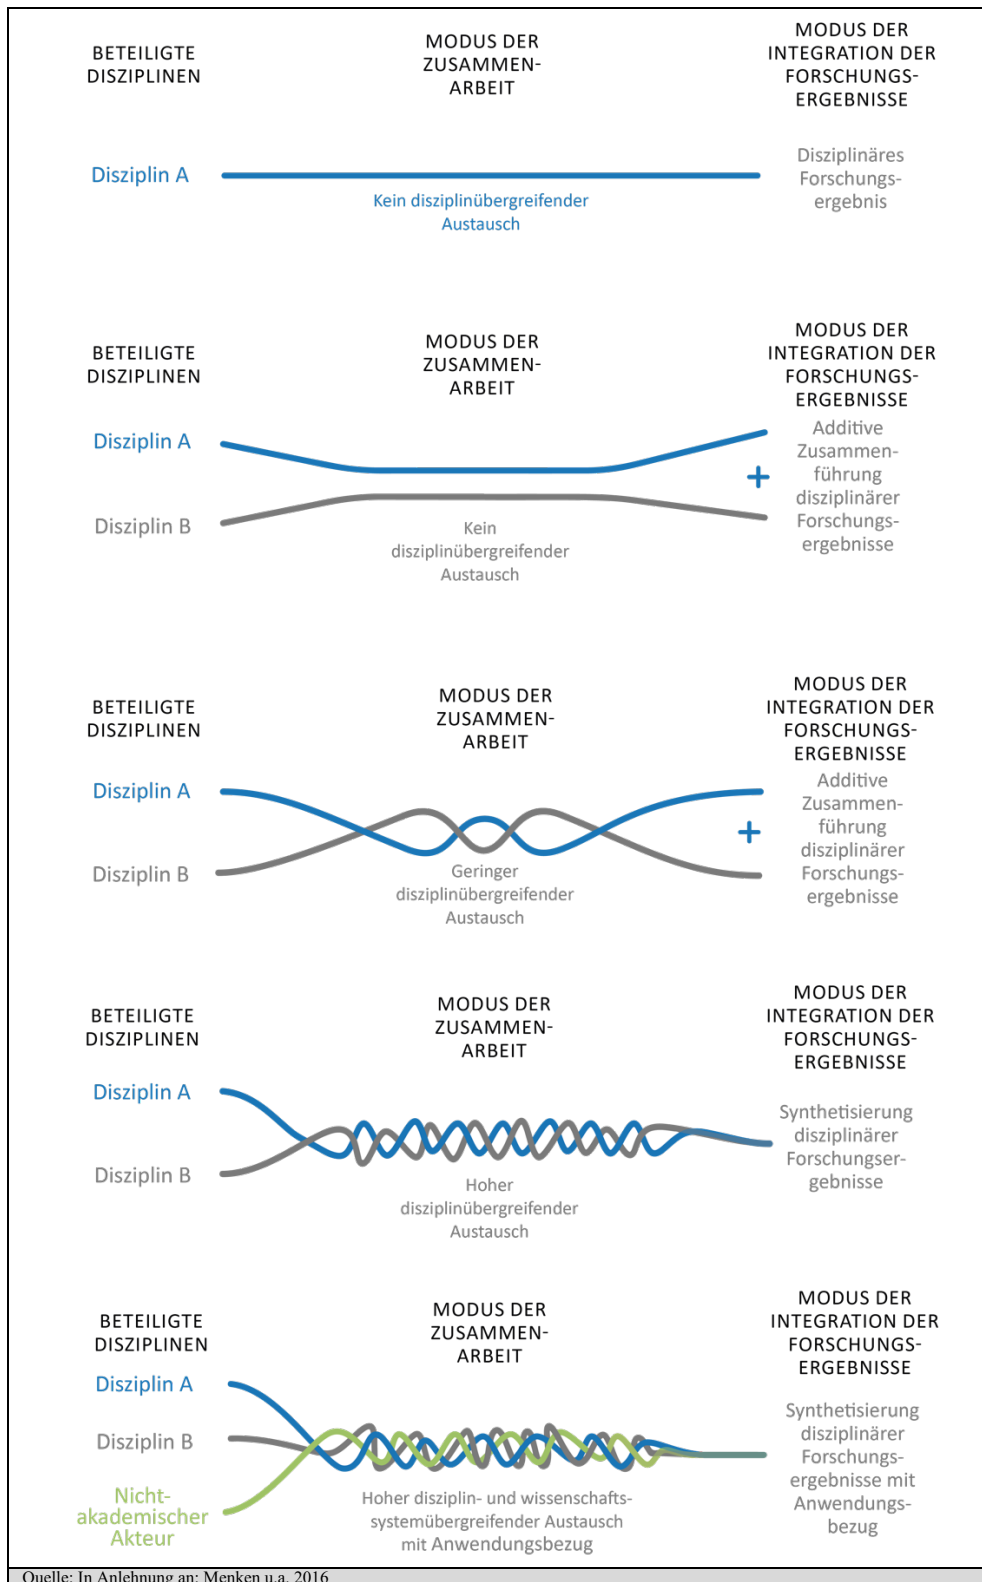 BETEILIGTE
DISZIPLINEN
MODUS DER
ZUSAMMEN-
ARBEIT
MODUS DER
INTEGRATION DER
FORSCHUNGS-
ERGEBNISSE
Disziplin A
Kein disziplinübergreifender
Austausch
Disziplinäres
Forschungs-
ergebnis
BETEILIGTE
DISZIPLINEN
MODUS DER
ZUSAMMEN-
ARBEIT
MODUS DER
INTEGRATION DER
FORSCHUNGS-
ERGEBNISSE
Disziplin A
Disziplin B
Kein
disziplinübergreifender
Austausch
+
Additive
Zusammen-
führung
disziplinärer
Forschungs-
ergebnisse
BETEILIGTE
DISZIPLINEN
MODUS DER
ZUSAMMEN-
ARBEIT
MODUS DER
INTEGRATION DER
FORSCHUNGS-
ERGEBNISSE
Disziplin A
Disziplin B
Geringer
disziplinübergreifender
Austausch
+
Additive
Zusammen-
führung
disziplinärer
Forschungs-
ergebnisse
BETEILIGTE
DISZIPLINEN
MODUS DER
ZUSAMMEN-
ARBEIT
MODUS DER
INTEGRATION DER
FORSCHUNGS-
ERGEBNISSE
Disziplin A
Disziplin B
Hoher
disziplinübergreifender
Austausch
Synthetisierung
disziplinärer
Forschungser-
gebnisse
BETEILIGTE
DISZIPLINEN
MODUS DER
ZUSAMMEN-
ARBEIT
MODUS DER
INTEGRATION DER
FORSCHUNGS-
ERGEBNISSE
Disziplin A
Disziplin B
Nicht-
akademischer
Akteur
Hoher disziplin- und wissenschafts-
systemübergreifender Austausch
mit Anwendungsbezug
Synthetisierung
disziplinärer
Forschungs-
ergebnisse mit
Anwendungs-
bezug
Quelle: In Anlehnung an: Menken u.a. 2016